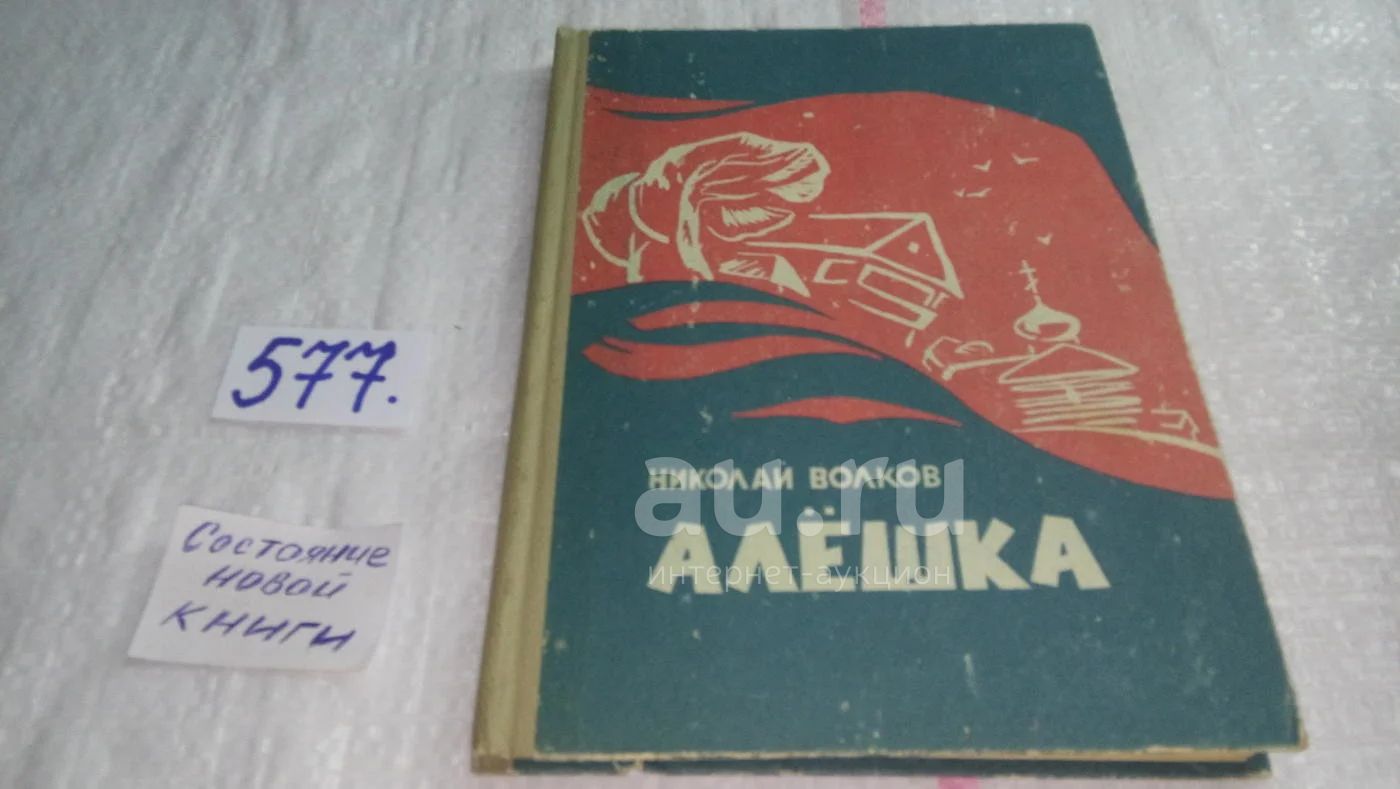 577.
Состояние
новой
книги
НИКОЛАЙ ВОЛКОВ
АЛЁШКА
au.ru
интернет-аукцион